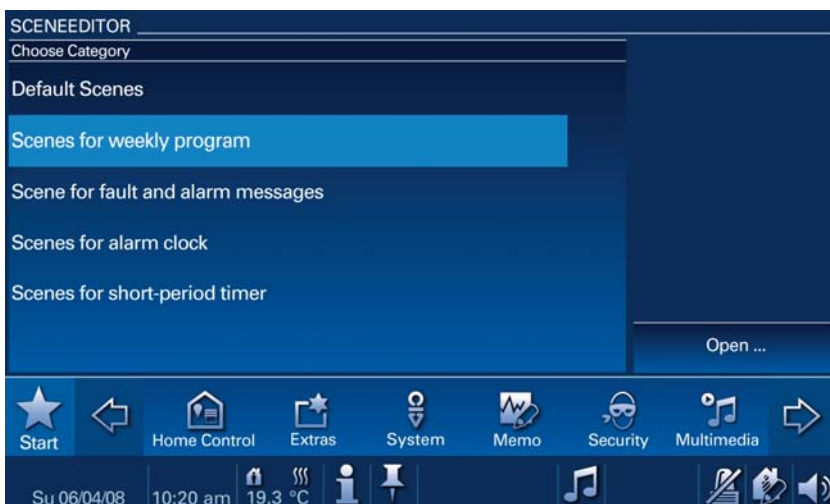 SCENEEDITOR
Choose Category
Default Scenes
Scenes for weekly program
Scene for fault and alarm messages
Scenes for alarm clock
Scenes for short-period timer
Open ...
Start Home Control Extras System Memo Security Multimedia
Su 06/04/08 10:20 am 19.3 °C